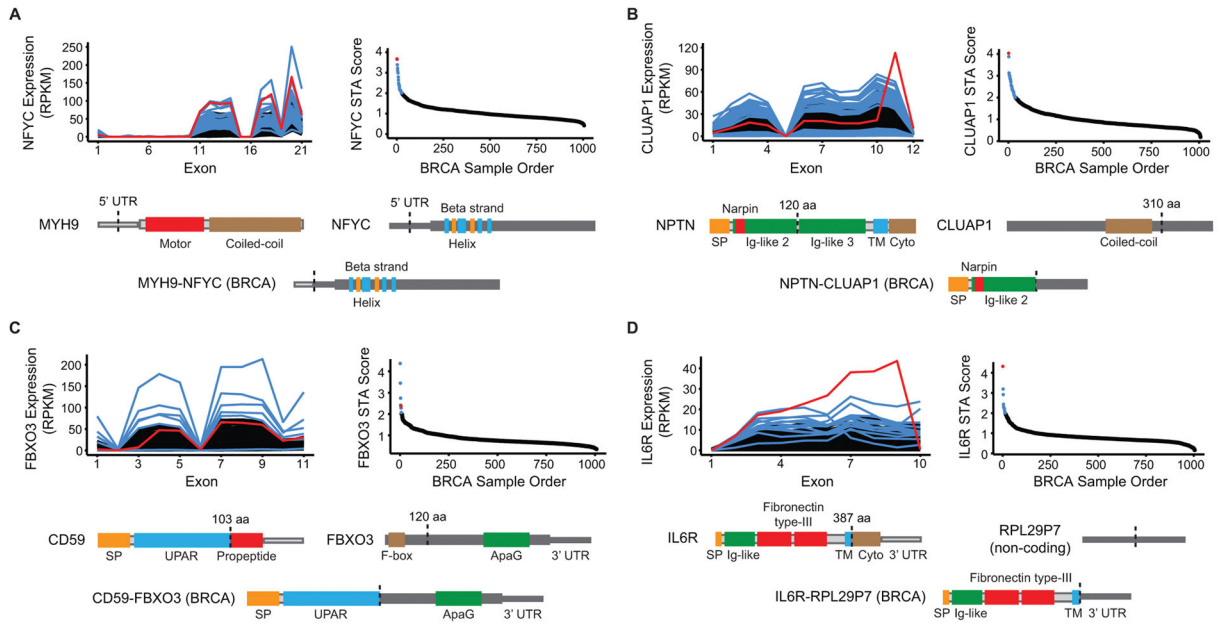 A
NFYC Expression
(RPKM)
250
200
150
100
50
0
1 6 11 16 21
Exon
NFYC STA Score
4
3
2
1
0 250 500 750 1000
BRCA Sample Order
5' UTR
MYH9
Motor Coiled-coil
5' UTR
NFYC
Beta strand
Helix
MYH9-NFYC (BRCA)
Beta strand
Helix
B
CLUAP1 Expression
(RPKM)
120
90
60
30
0
1 4 7 10 12
Exon
CLUAP1 STA Score
4
3
2
1
0
0 250 500 750 1000
BRCA Sample Order
NPTN
Narpin 120 aa
SP Ig-like 2 Ig-like 3 TM Cyto
CLUAP1
310 aa
Coiled-coil
NPTN-CLUAP1 (BRCA)
Narpin
SP Ig-like 2
C
FBXO3 Expression
(RPKM)
200
150
100
50
0
1 3 5 7 9 11
Exon
FBXO3 STA Score
4
3
2
1
0 250 500 750 1000
BRCA Sample Order
103 aa
CD59
SP UPAR Propeptide
120 aa
FBXO3
F-box ApaG 3' UTR
CD59-FBXO3 (BRCA)
SP UPAR ApaG 3' UTR
D
IL6R Expression
(RPKM)
40
30
20
10
0
1 4 7 10
Exon
IL6R STA Score
4
3
2
1
0
0 250 500 750 1000
BRCA Sample Order
Fibronectin
type-III 387 aa
IL6R
SP Ig-like TM Cyto 3' UTR
RPL29P7
(non-coding)
Fibronectin type-III
IL6R-RPL29P7 (BRCA)
SP Ig-like TM 3' UTR